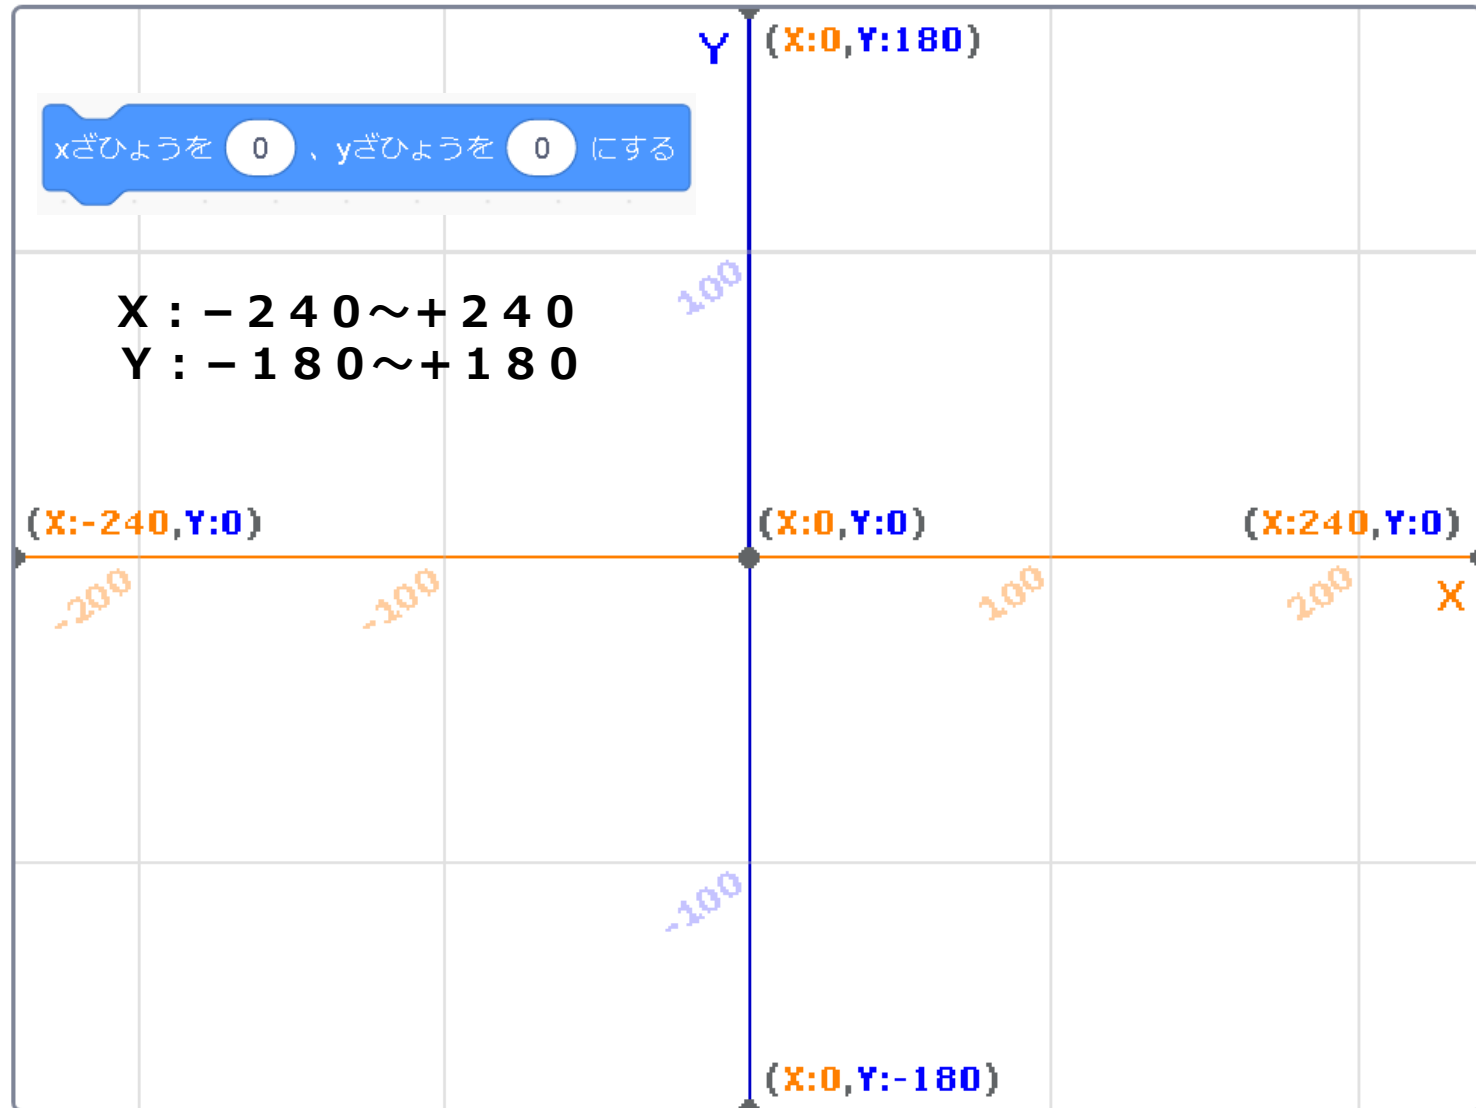 Y
(X:0,Y:180)
xざひょうを 0 、yざひょうを 0 にする
100
X：－２４０～＋２４０
Y：－１８０～＋１８０
(X:-240,Y:0)
(X:0,Y:0)
(X:240,Y:0)
-200
-100
100
200
X
-100
(X:0,Y:-180)